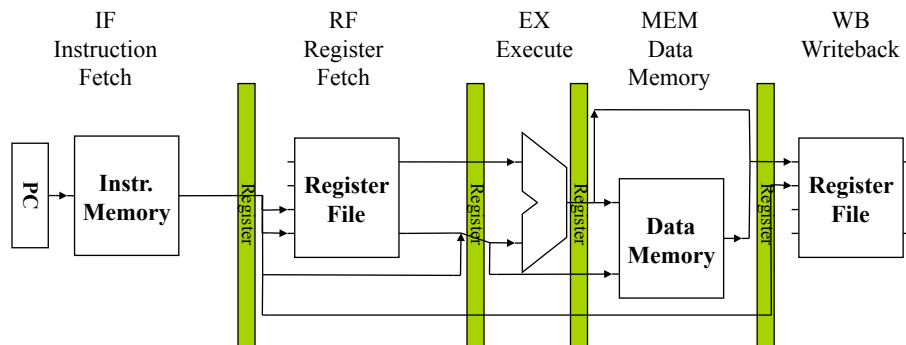 IF
Instruction
Fetch
RF
Register
Fetch
EX
Execute
MEM
Data
Memory
WB
Writeback
PC
Instr.
Memory
Register
Register
File
Register
Register
Data
Memory
Register
Register
File